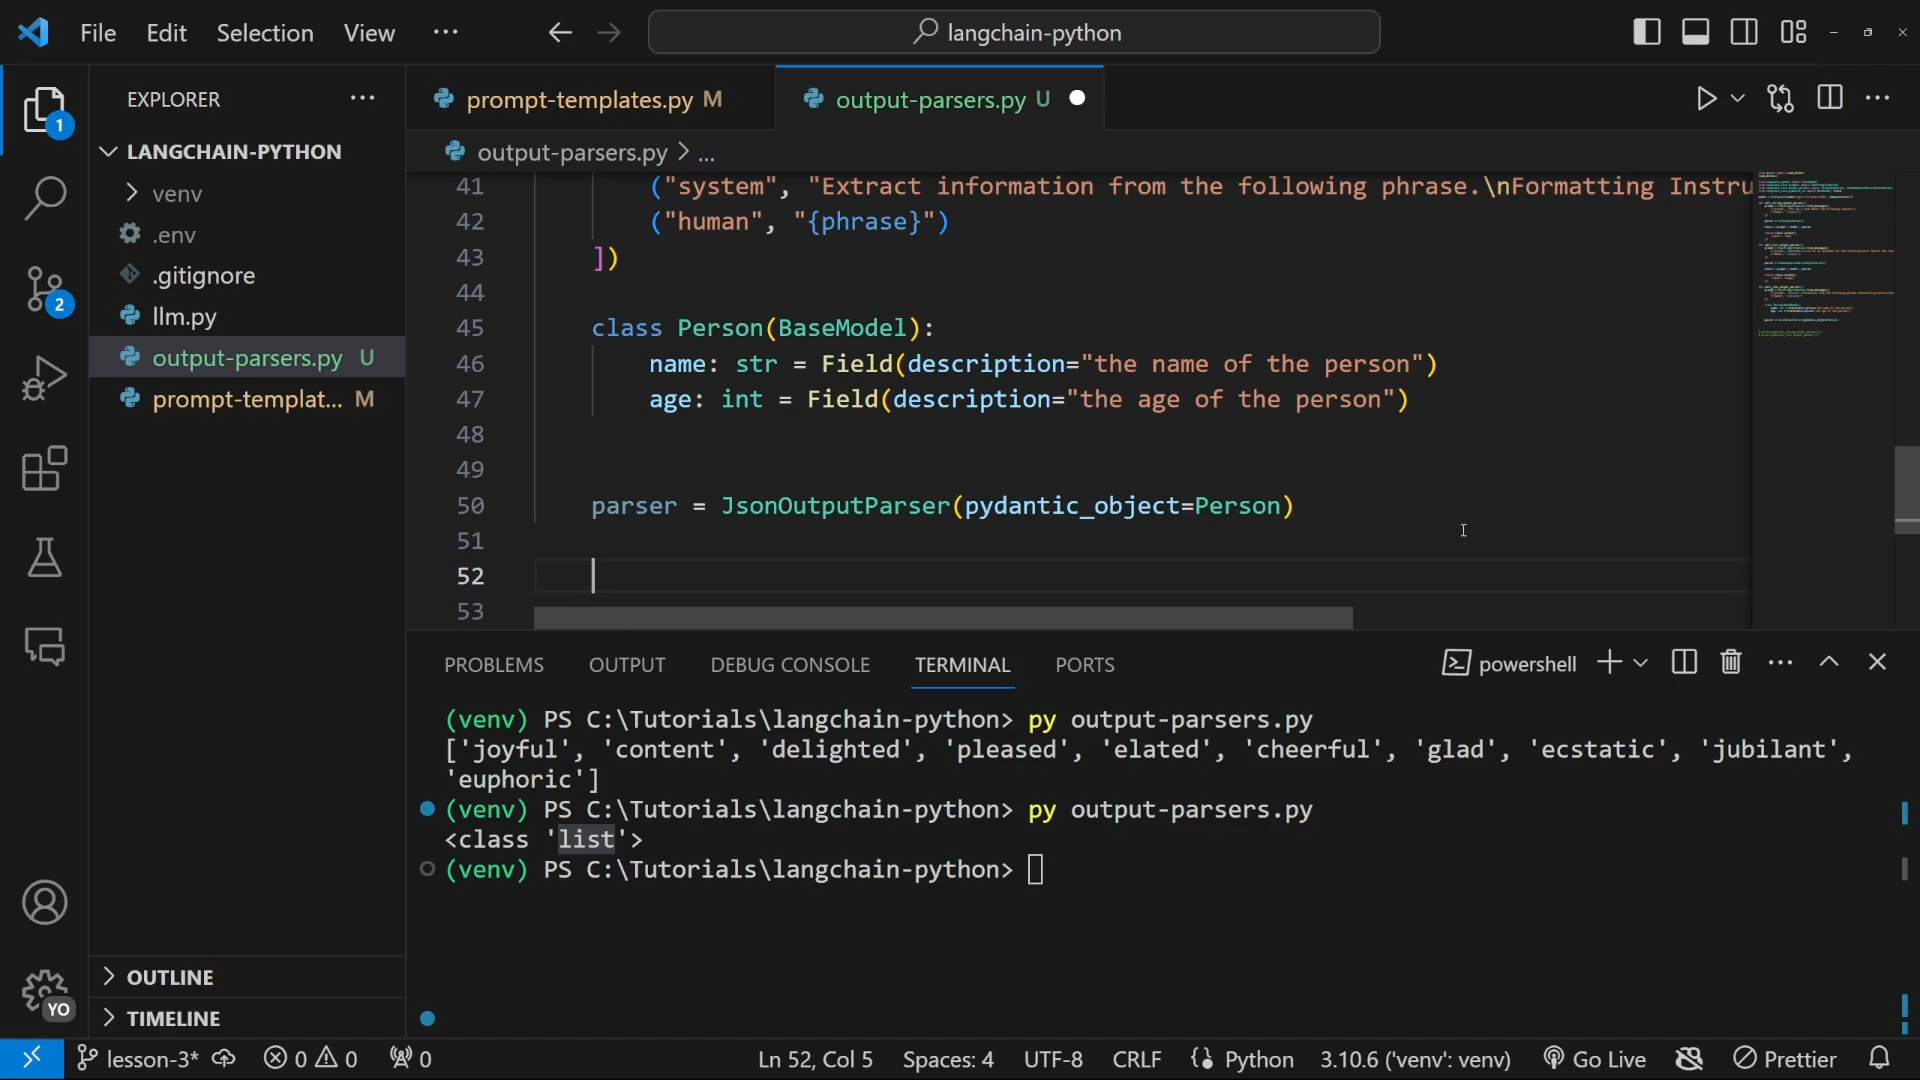 File Edit Selection View ··· langchain-python
EXPLORER ···
prompt-templates.py M
output-parsers.py U
1
LANGCHAIN-PYTHON
output-parsers.py > ...
venv
.env
.gitignore
2
llm.py
output-parsers.py U
prompt-templat... M
41 ("system", "Extract information from the following phrase.\nFormatting Instru
42 ("human", "{phrase}")
43 ])
44
45 class Person(BaseModel):
46 name: str = Field(description="the name of the person")
47 age: int = Field(description="the age of the person")
48
49
50 parser = JsonOutputParser(pydantic_object=Person)
51
52
53
PROBLEMS OUTPUT DEBUG CONSOLE TERMINAL PORTS powershell
(venv) PS C:\Tutorials\langchain-python> py output-parsers.py
['joyful', 'content', 'delighted', 'pleased', 'elated', 'cheerful', 'glad', 'ecstatic', 'jubilant',
'euphoric']
(venv) PS C:\Tutorials\langchain-python> py output-parsers.py
<class 'list'>
(venv) PS C:\Tutorials\langchain-python>
OUTLINE
YO
TIMELINE
lesson-3* 0 0 0 Ln 52, Col 5 Spaces: 4 UTF-8 CRLF Python 3.10.6 ('venv': venv) Go Live Prettier